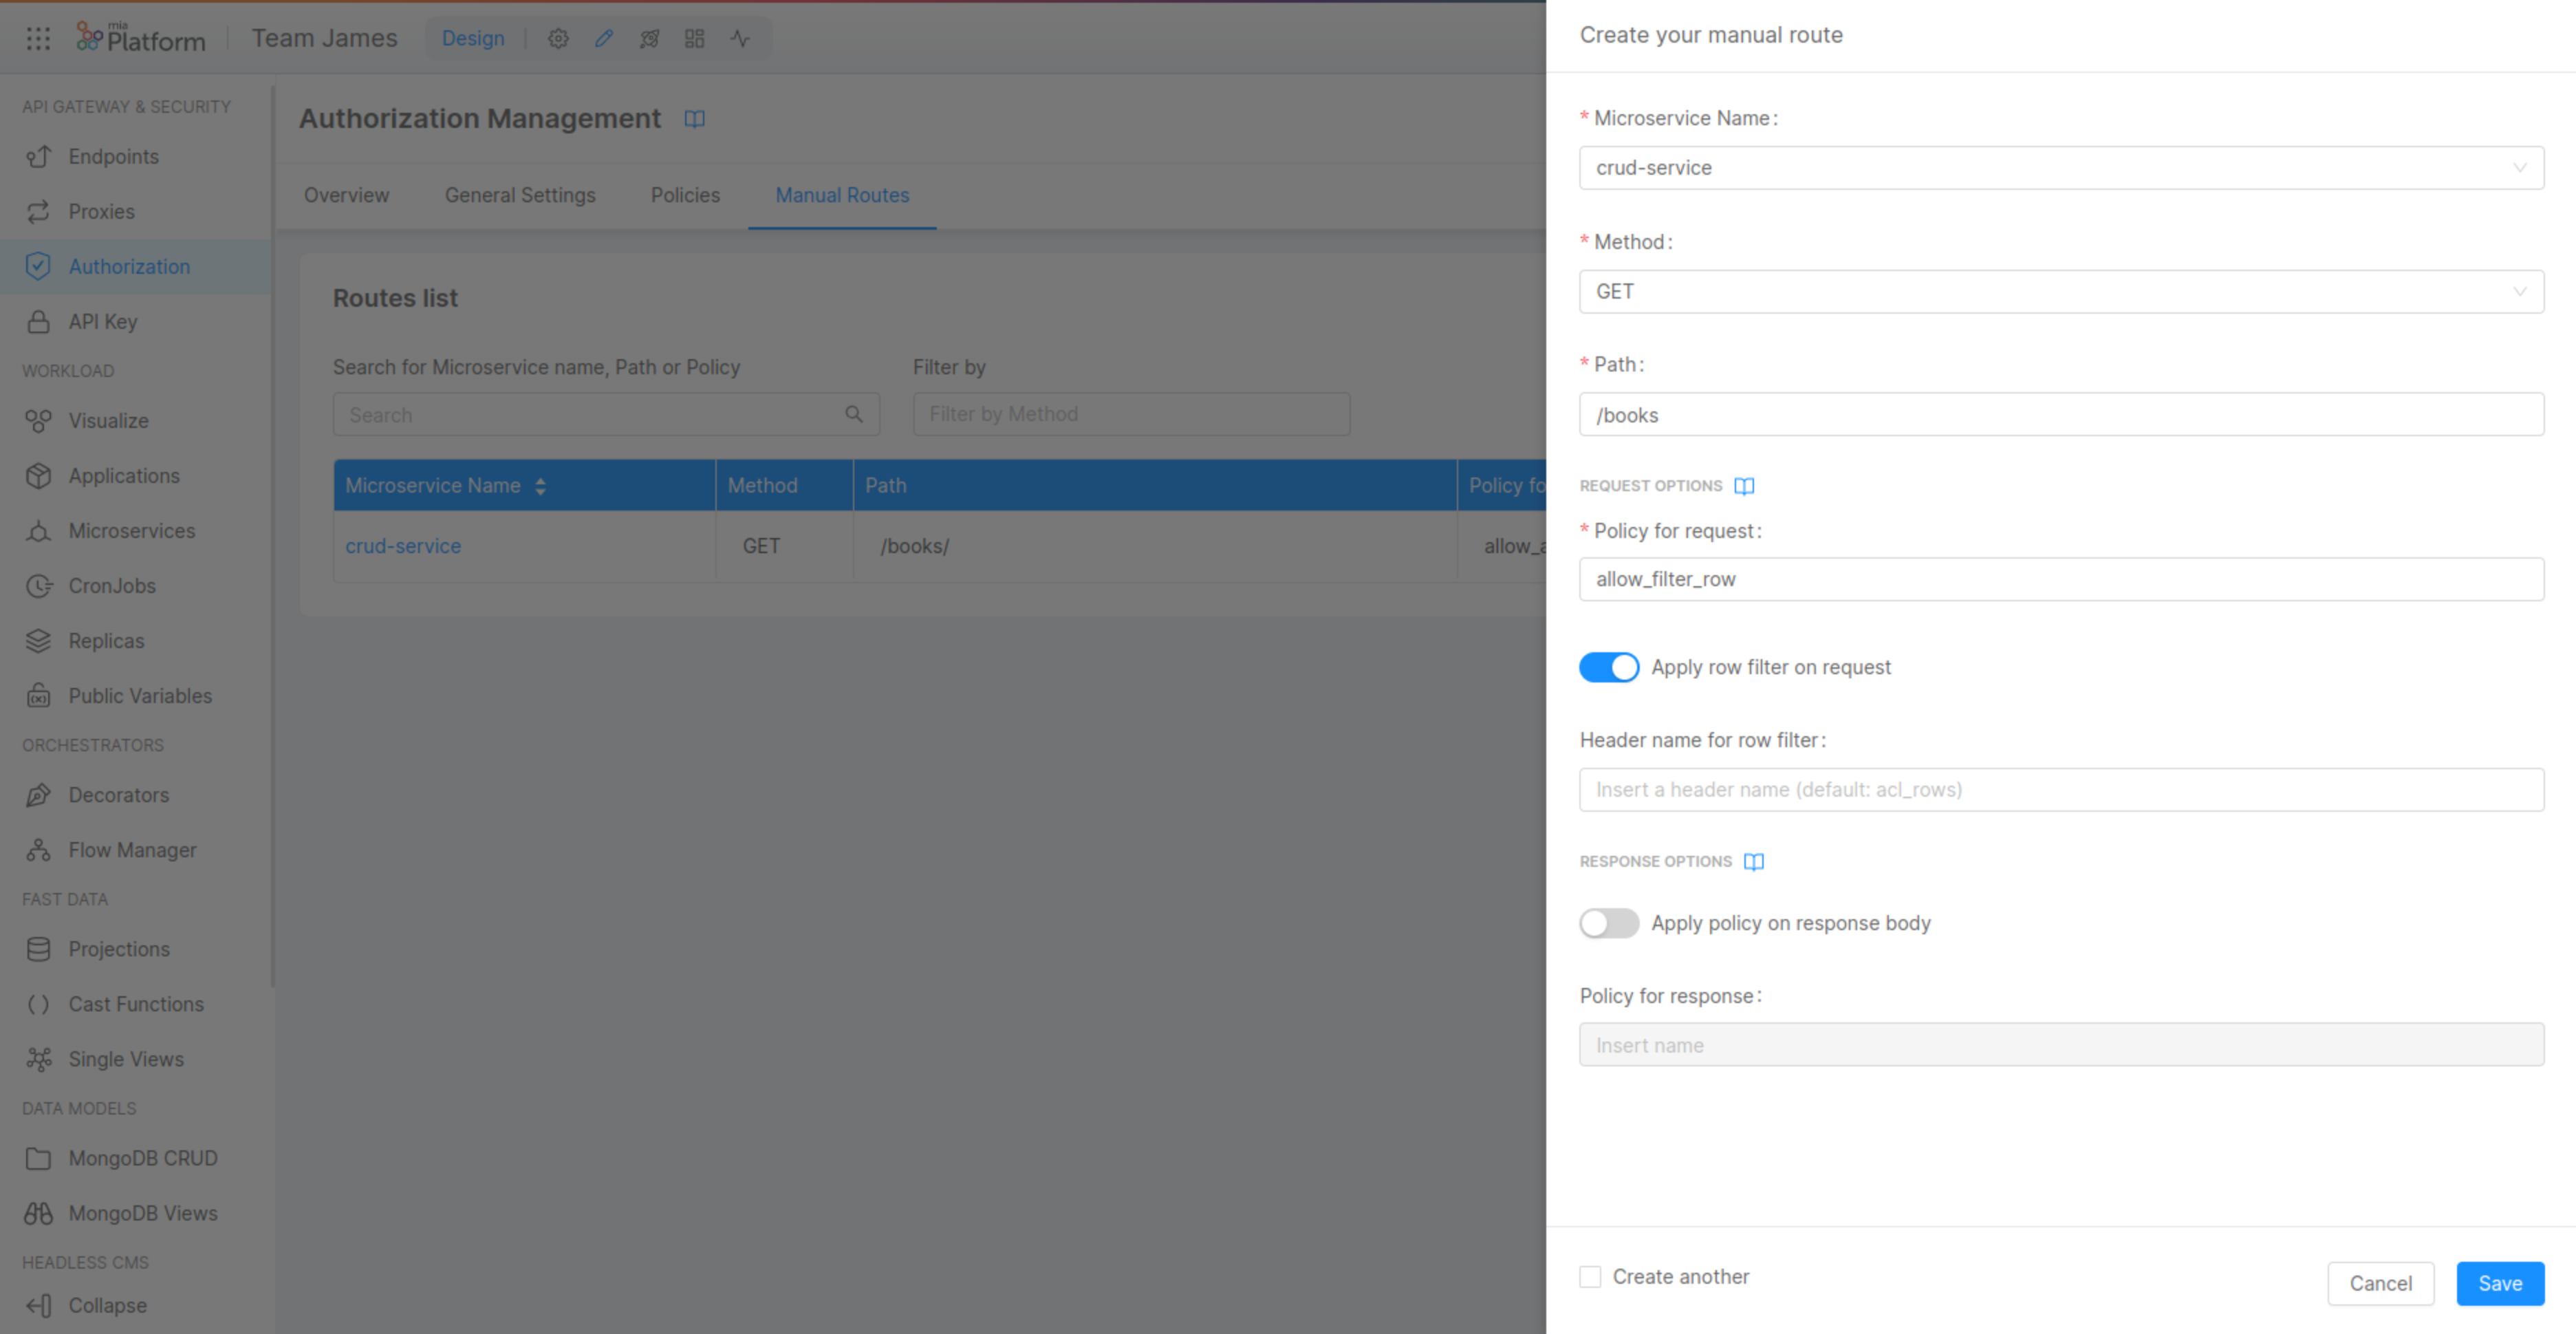 mia
Platform
Team James
Design
API GATEWAY & SECURITY
Endpoints
Proxies
Authorization
API Key
WORKLOAD
Visualize
Applications
Microservices
CronJobs
Replicas
Public Variables
ORCHESTRATORS
Decorators
Flow Manager
FAST DATA
Projections
Cast Functions
Single Views
DATA MODELS
MongoDB CRUD
MongoDB Views
HEADLESS CMS
Collapse
Authorization Management
Overview General Settings Policies Manual Routes
Routes list
Search for Microservice name, Path or Policy Filter by
Search Filter by Method
Microservice Name Method Path Policy fo
crud-service GET /books/ allow_a
Create your manual route
* Microservice Name:
crud-service
* Method:
GET
* Path:
/books
REQUEST OPTIONS
* Policy for request:
allow_filter_row
Apply row filter on request
Header name for row filter:
Insert a header name (default: acl_rows)
RESPONSE OPTIONS
Apply policy on response body
Policy for response:
Insert name
Create another
Cancel Save